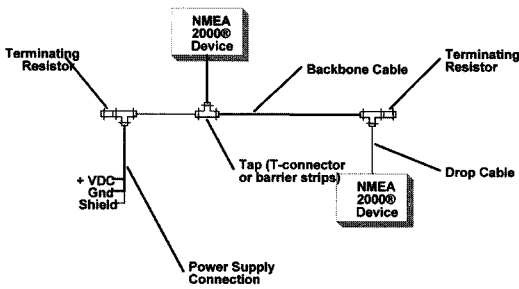 NMEA
2000®
Device
Terminating
Resistor
Terminating
Resistor
Backbone Cable
Tap (T-connector
or barrier strips)
Drop Cable
+ VDC
Gnd
Shield
NMEA
2000®
Device
Power Supply
Connection